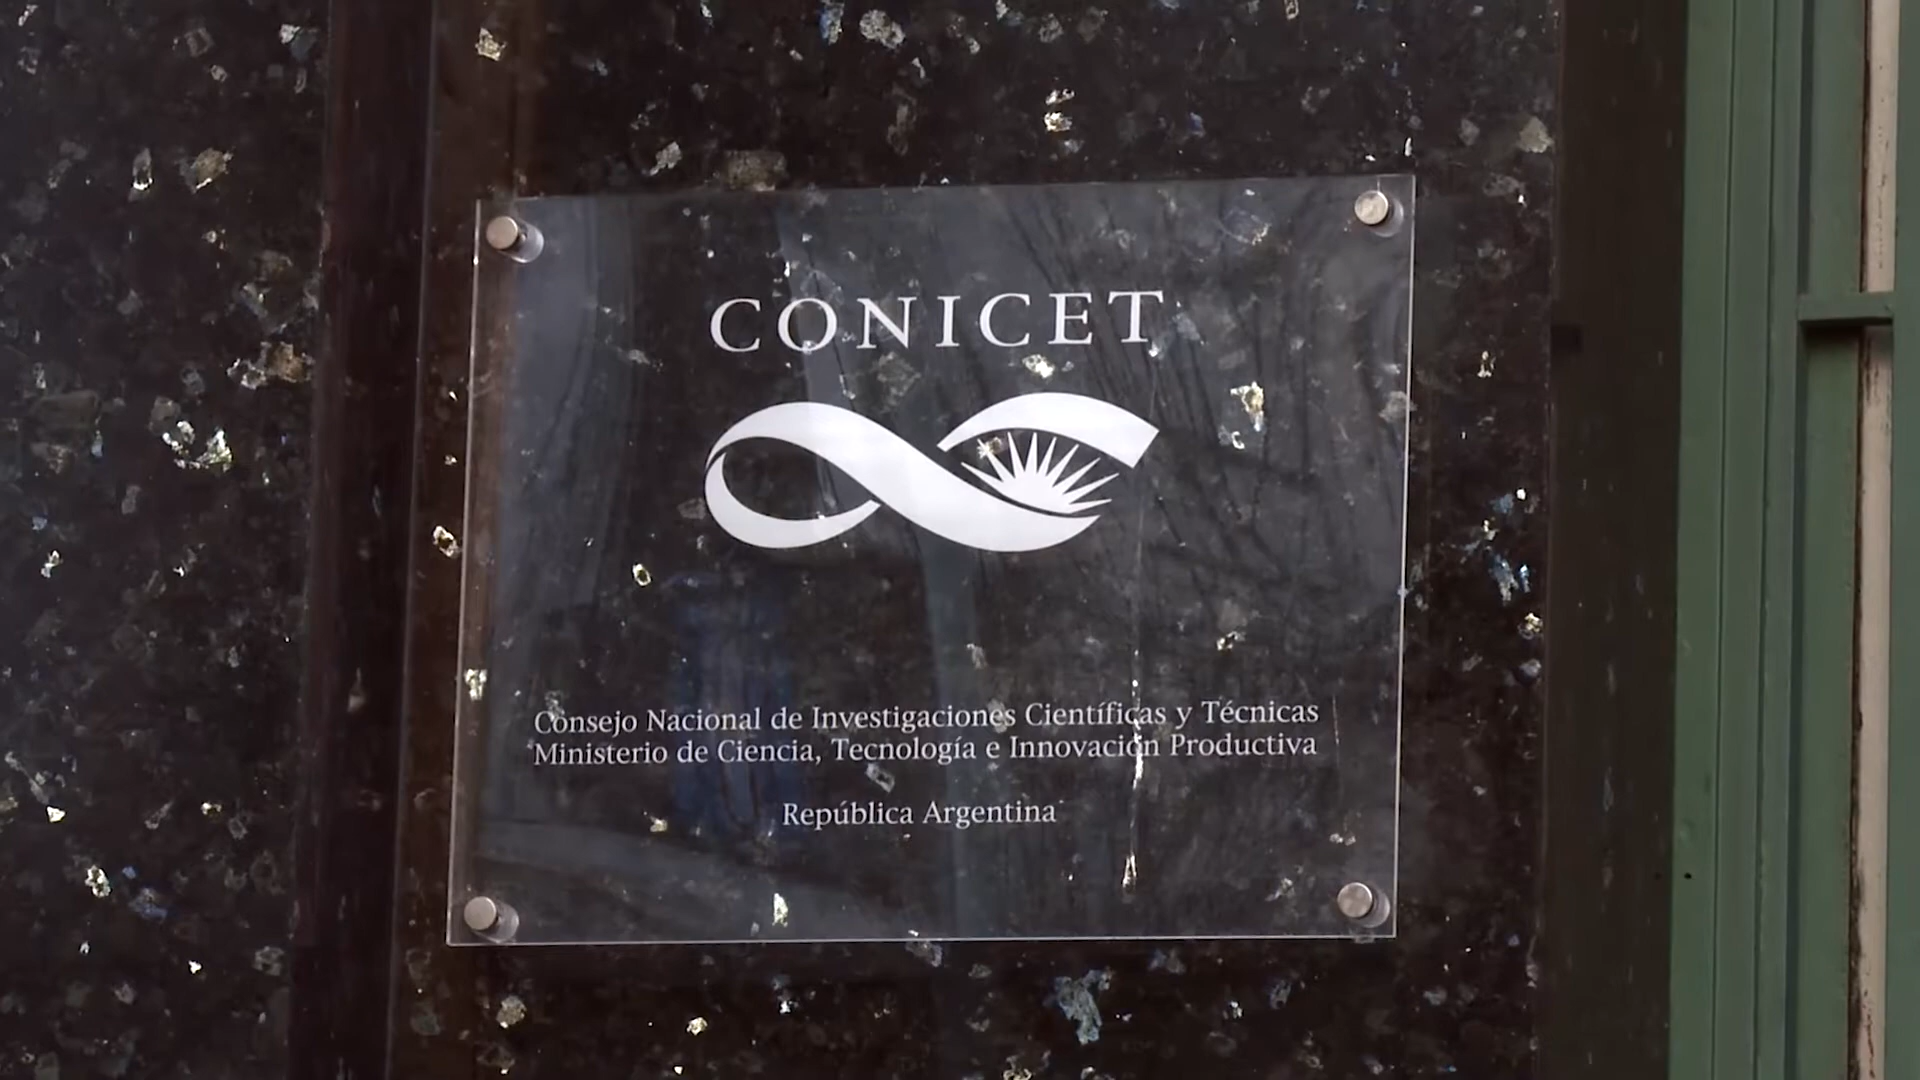 CONICET
Consejo Nacional de Investigaciones Científicas y Técnicas
Ministerio de Ciencia, Tecnología e Innovación Productiva
República Argentina